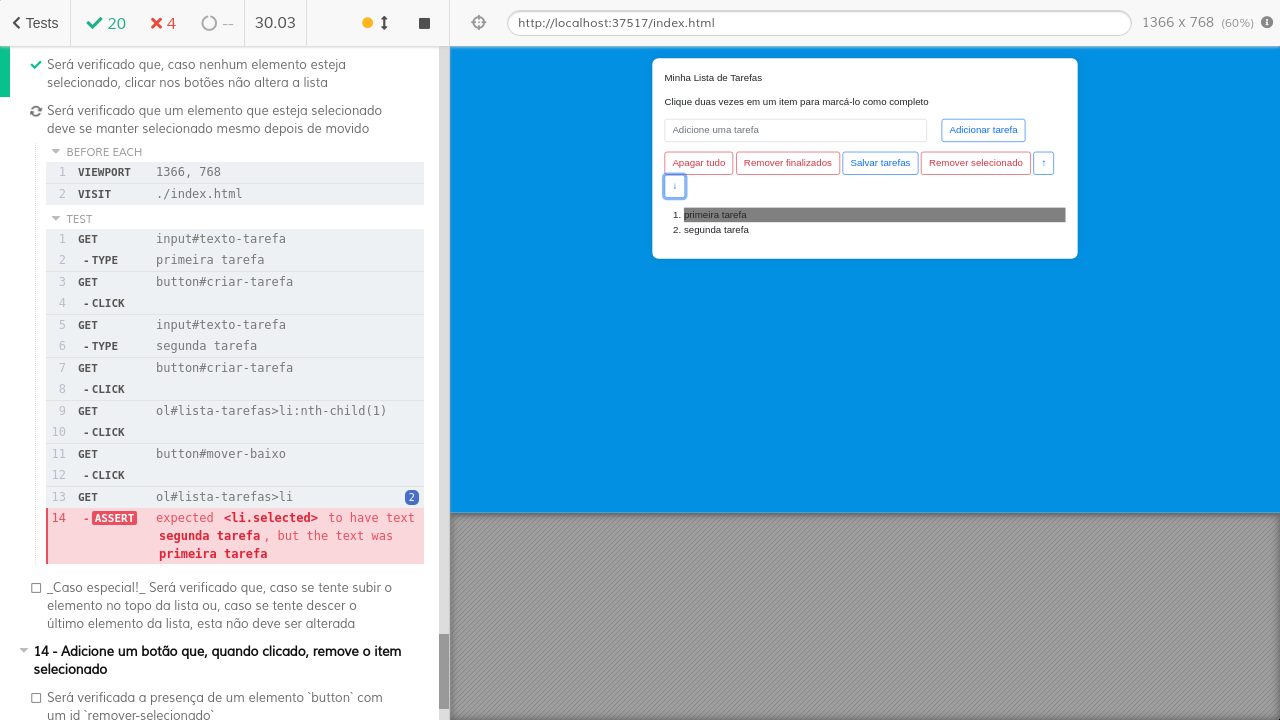 Tests 20 4 -- 30.03
http://localhost:37517/index.html 1366 x 768 (60%)
Será verificado que, caso nenhum elemento esteja
selecionado, clicar nos botões não altera a lista
Será verificado que um elemento que esteja selecionado
deve se manter selecionado mesmo depois de movido
BEFORE EACH
1 VIEWPORT 1366, 768
2 VISIT ./index.html
TEST
1 GET input#texto-tarefa
2 -TYPE primeira tarefa
3 GET button#criar-tarefa
4 -CLICK
5 GET input#texto-tarefa
6 -TYPE segunda tarefa
7 GET button#criar-tarefa
8 -CLICK
9 GET ol#lista-tarefas>li:nth-child(1)
10 -CLICK
11 GET button#mover-baixo
12 -CLICK
13 GET ol#lista-tarefas>li 2
14 -ASSERT expected <li.selected> to have text
segunda tarefa, but the text was
primeira tarefa
_Caso especial!_ Será verificado que, caso se tente subir o
elemento no topo da lista ou, caso se tente descer o
último elemento da lista, esta não deve ser alterada
14 - Adicione um botão que, quando clicado, remove o item
selecionado
Será verificada a presença de um elemento `button` com
um id `remover-selecionado`
Minha Lista de Tarefas
Clique duas vezes em um item para marcá-lo como completo
Adicione uma tarefa Adicionar tarefa
Apagar tudo Remover finalizados Salvar tarefas Remover selecionado ↑
↓
1. primeira tarefa
2. segunda tarefa